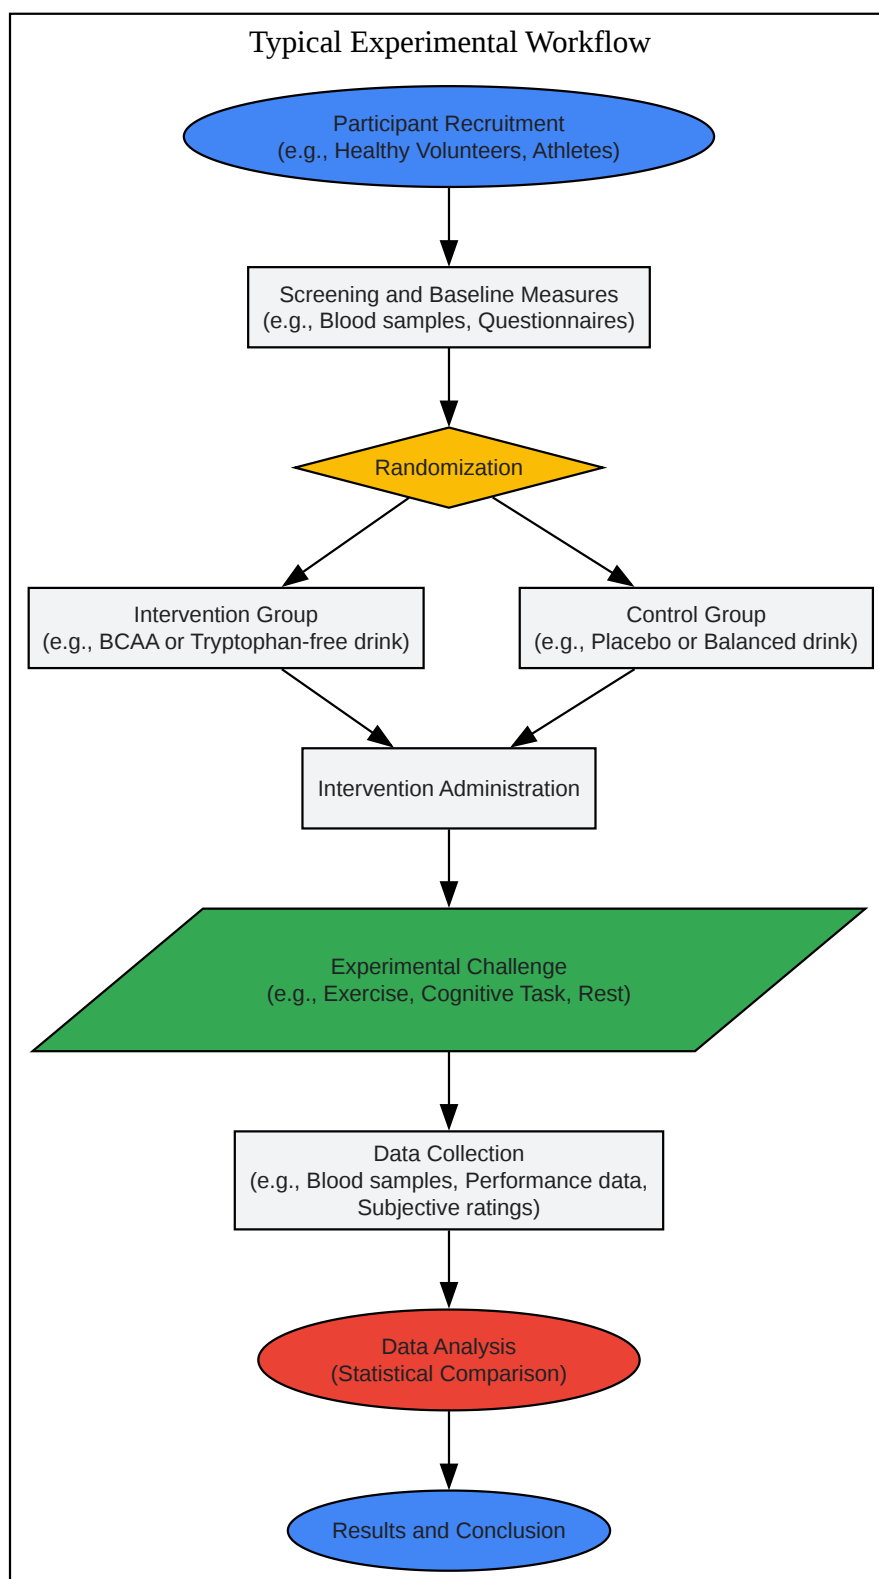 Typical Experimental Workflow
Participant Recruitment
(e.g., Healthy Volunteers, Athletes)
Screening and Baseline Measures
(e.g., Blood samples, Questionnaires)
Randomization
Intervention Group
(e.g., BCAA or Tryptophan-free drink)
Control Group
(e.g., Placebo or Balanced drink)
Intervention Administration
Experimental Challenge
(e.g., Exercise, Cognitive Task, Rest)
Data Collection
(e.g., Blood samples, Performance data,
Subjective ratings)
Data Analysis
(Statistical Comparison)
Results and Conclusion